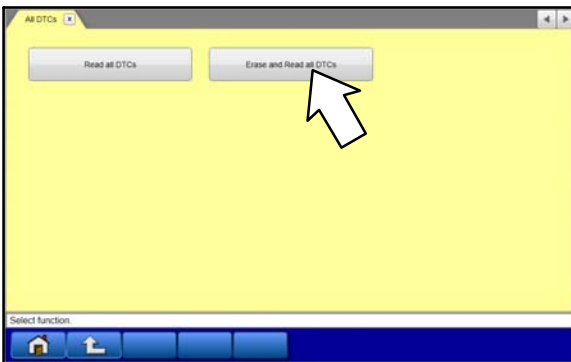 All DTCs x
Read all DTCs
Erase and Read all DTCs
Select function.